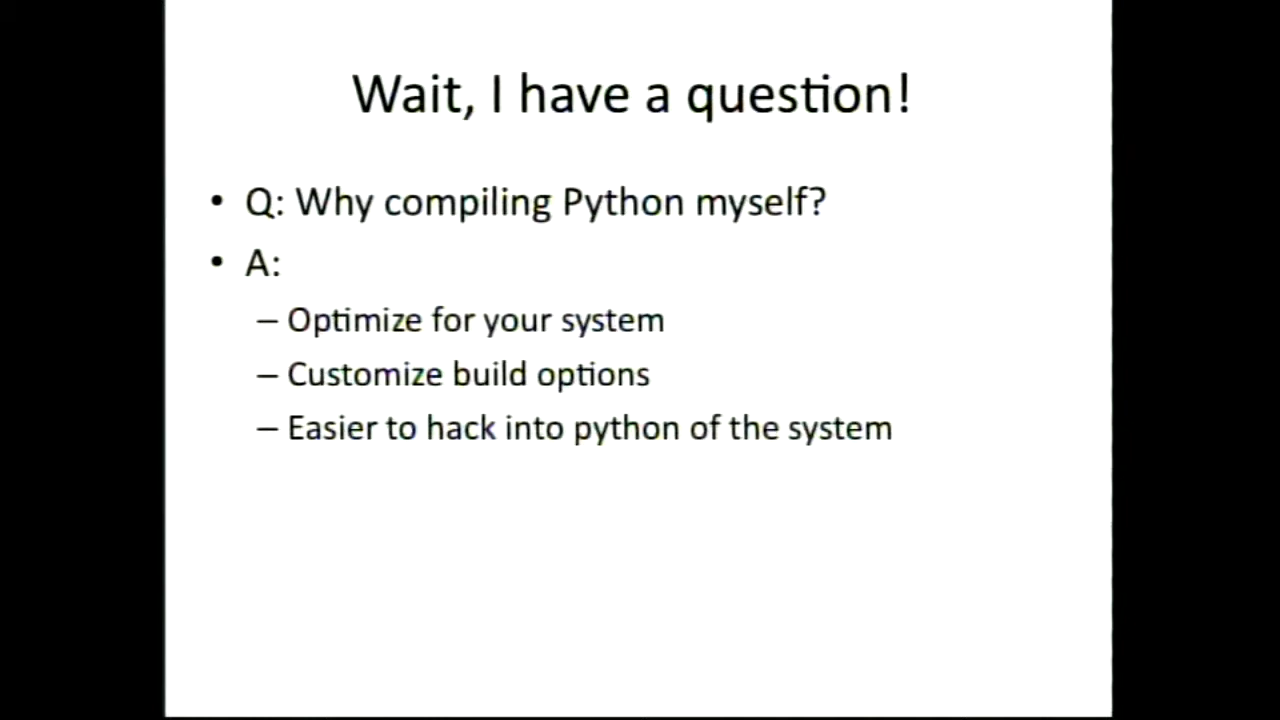 Wait, I have a question!
• Q: Why compiling Python myself?
• A:
– Optimize for your system
– Customize build options
– Easier to hack into python of the system